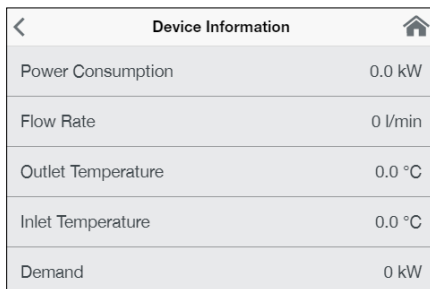 Device Information
Power Consumption 0.0 kW
Flow Rate 0 l/min
Outlet Temperature 0.0 °C
Inlet Temperature 0.0 °C
Demand 0 kW